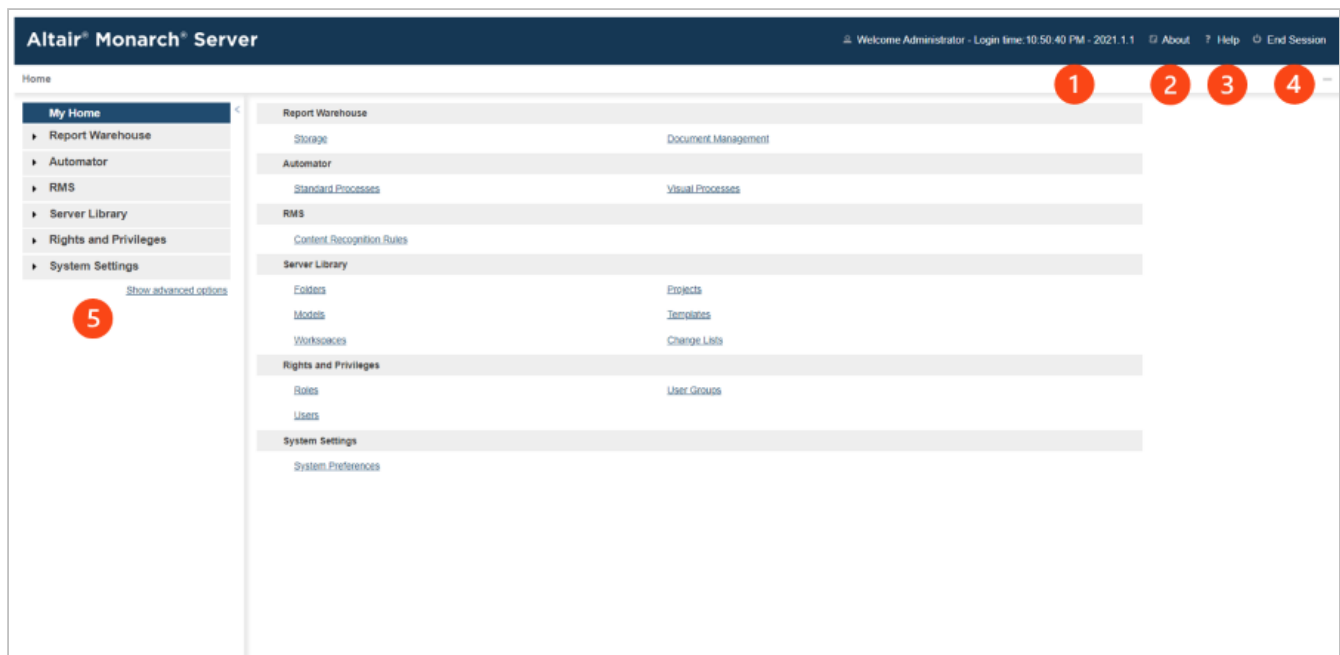 Altair® Monarch® Server
Welcome Administrator - Login time:10:50:40 PM - 2021.1.1 About ? Help End Session
Home
1 2 3 4
My Home
Report Warehouse
Automator
RMS
Server Library
Rights and Privileges
System Settings
Show advanced options
5
Report Warehouse
Storage Document Management
Automator
Standard Processes Visual Processes
RMS
Content Recognition Rules
Server Library
Folders Projects
Models Templates
Workspaces Change Lists
Rights and Privileges
Roles User Groups
Users
System Settings
System Preferences